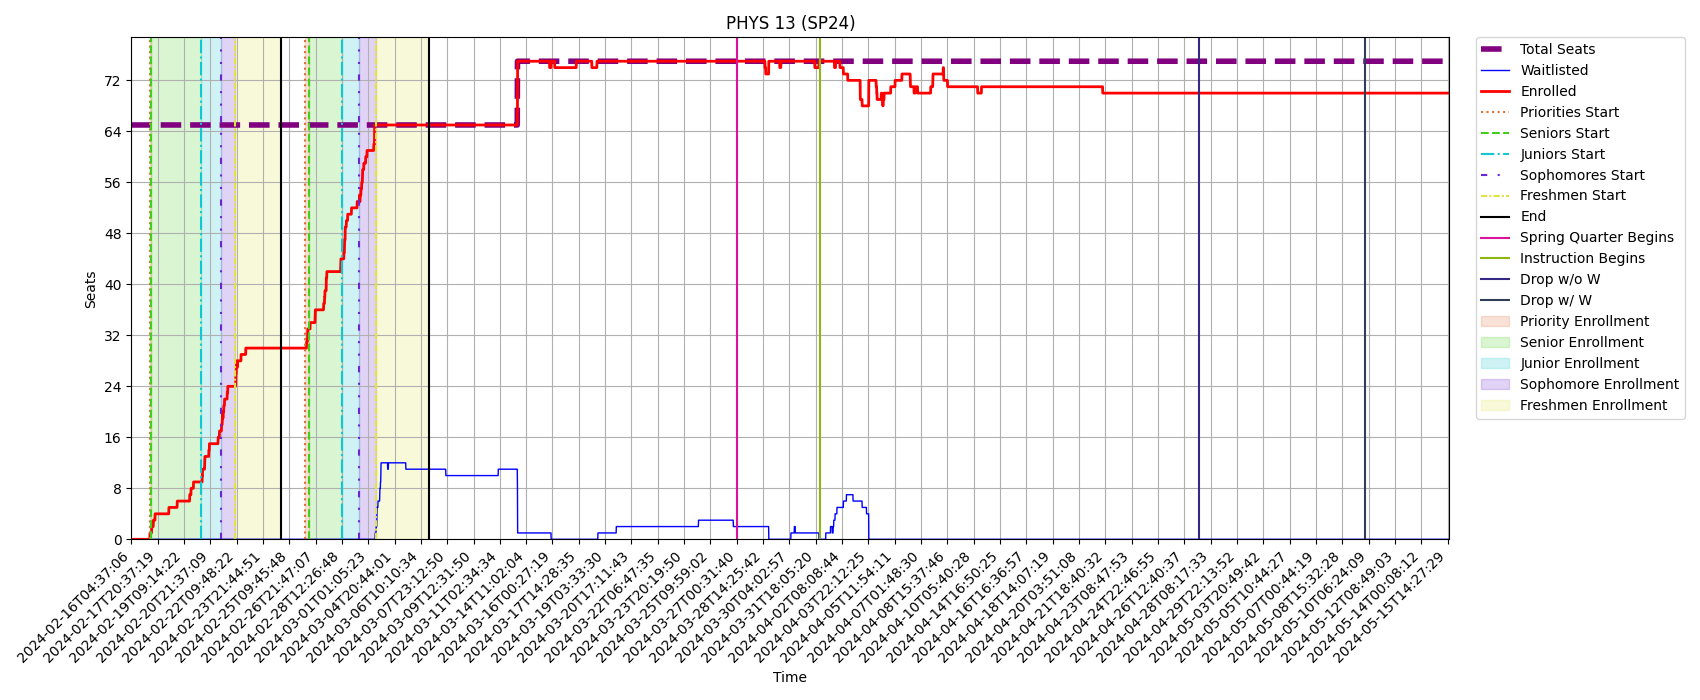 PHYS 13 (SP24)
Seats
72
64
56
48
40
32
24
16
8
0
2024-02-16T04:37:06
2024-02-17T20:37:19
2024-02-19T09:14:22
2024-02-20T21:37:09
2024-02-22T09:48:22
2024-02-23T21:44:51
2024-02-25T09:45:48
2024-02-26T21:47:07
2024-02-28T12:26:48
2024-03-01T01:05:23
2024-03-04T20:44:01
2024-03-06T10:10:34
2024-03-07T23:12:50
2024-03-09T12:31:50
2024-03-11T02:34:34
2024-03-14T11:02:04
2024-03-16T00:27:19
2024-03-17T14:28:35
2024-03-19T03:33:30
2024-03-20T17:11:43
2024-03-22T06:47:35
2024-03-23T20:19:50
2024-03-25T09:59:02
2024-03-27T00:31:40
2024-03-28T14:25:42
2024-03-30T04:02:57
2024-03-31T18:05:20
2024-04-02T08:08:44
2024-04-03T22:12:25
2024-04-05T11:54:11
2024-04-07T01:48:30
2024-04-08T15:37:46
2024-04-10T05:40:28
2024-04-14T16:50:25
2024-04-16T16:36:57
2024-04-18T14:07:19
2024-04-20T03:51:08
2024-04-21T18:40:32
2024-04-23T08:47:53
2024-04-24T22:46:55
2024-04-26T12:40:37
2024-04-28T08:17:33
2024-04-29T22:13:52
2024-05-03T20:49:42
2024-05-05T10:44:27
2024-05-07T00:44:19
2024-05-08T15:32:28
2024-05-10T06:24:09
2024-05-12T08:49:03
2024-05-14T00:08:12
2024-05-15T14:27:29
Time
Total Seats
Waitlisted
Enrolled
Priorities Start
Seniors Start
Juniors Start
Sophomores Start
Freshmen Start
End
Spring Quarter Begins
Instruction Begins
Drop w/o W
Drop w/ W
Priority Enrollment
Senior Enrollment
Junior Enrollment
Sophomore Enrollment
Freshmen Enrollment